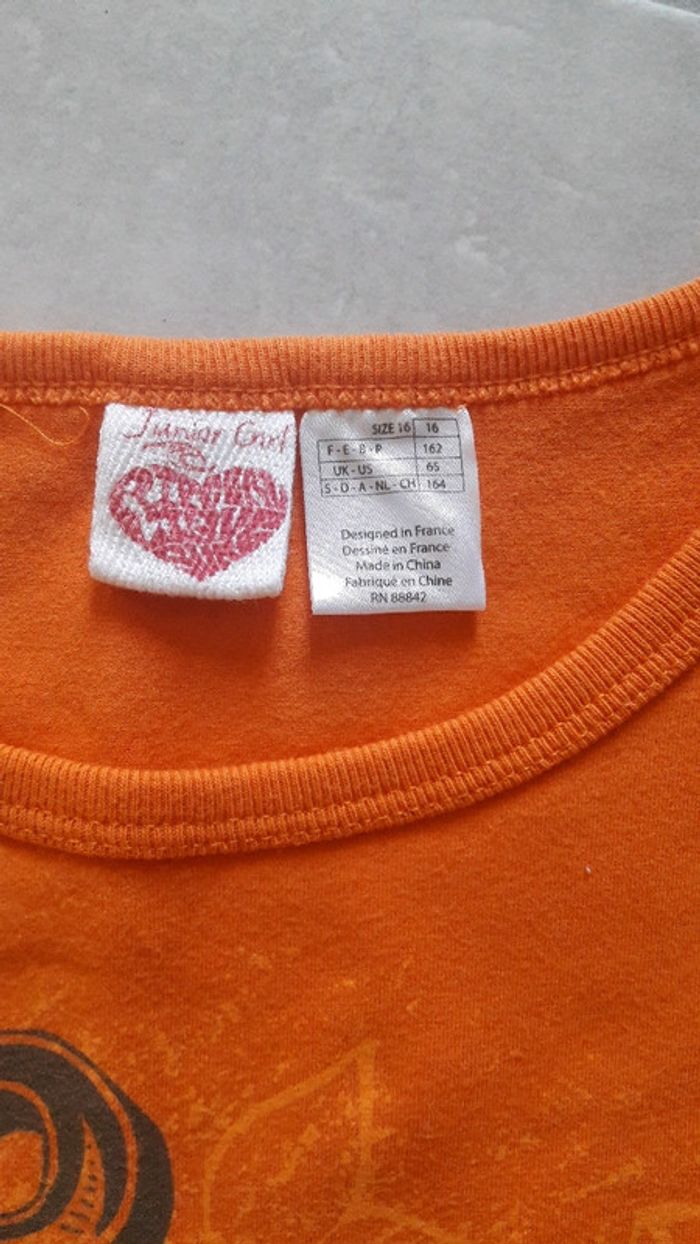 Junior Girl
SIZE 16 16
F - E - B - P 162
UK - US 65
S - D - A - NL - CH 164
Designed in France
Dessiné en France
Made in China
Fabriqué en Chine
RN 88842